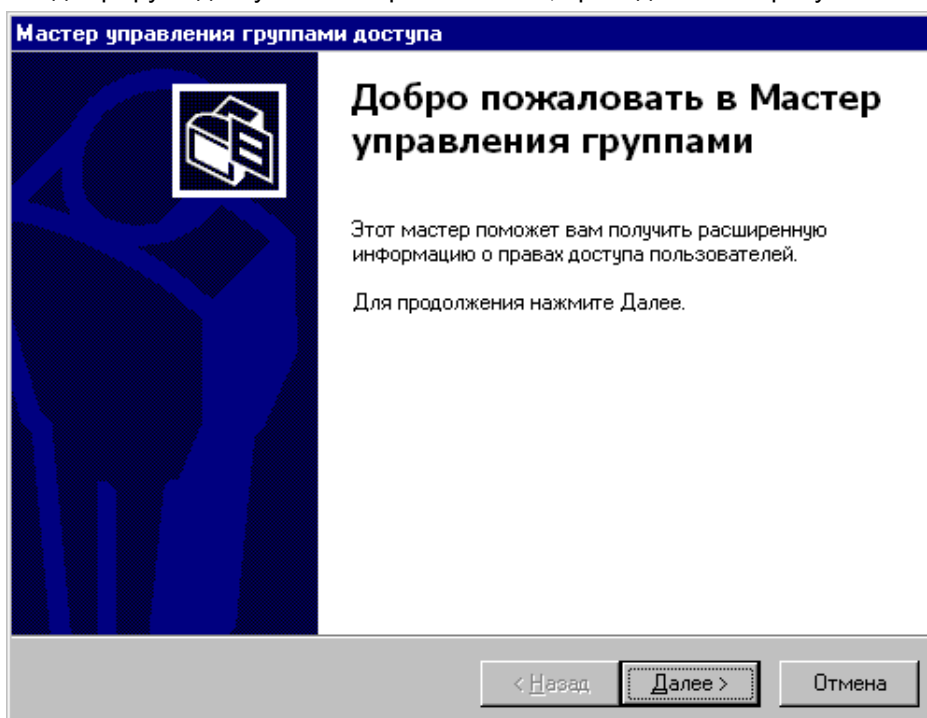 Мастер управления группами доступа
Добро пожаловать в Мастер
управления группами
Этот мастер поможет вам получить расширенную
информацию о правах доступа пользователей.
Для продолжения нажмите Далее.
< Назад
Далее >
Отмена